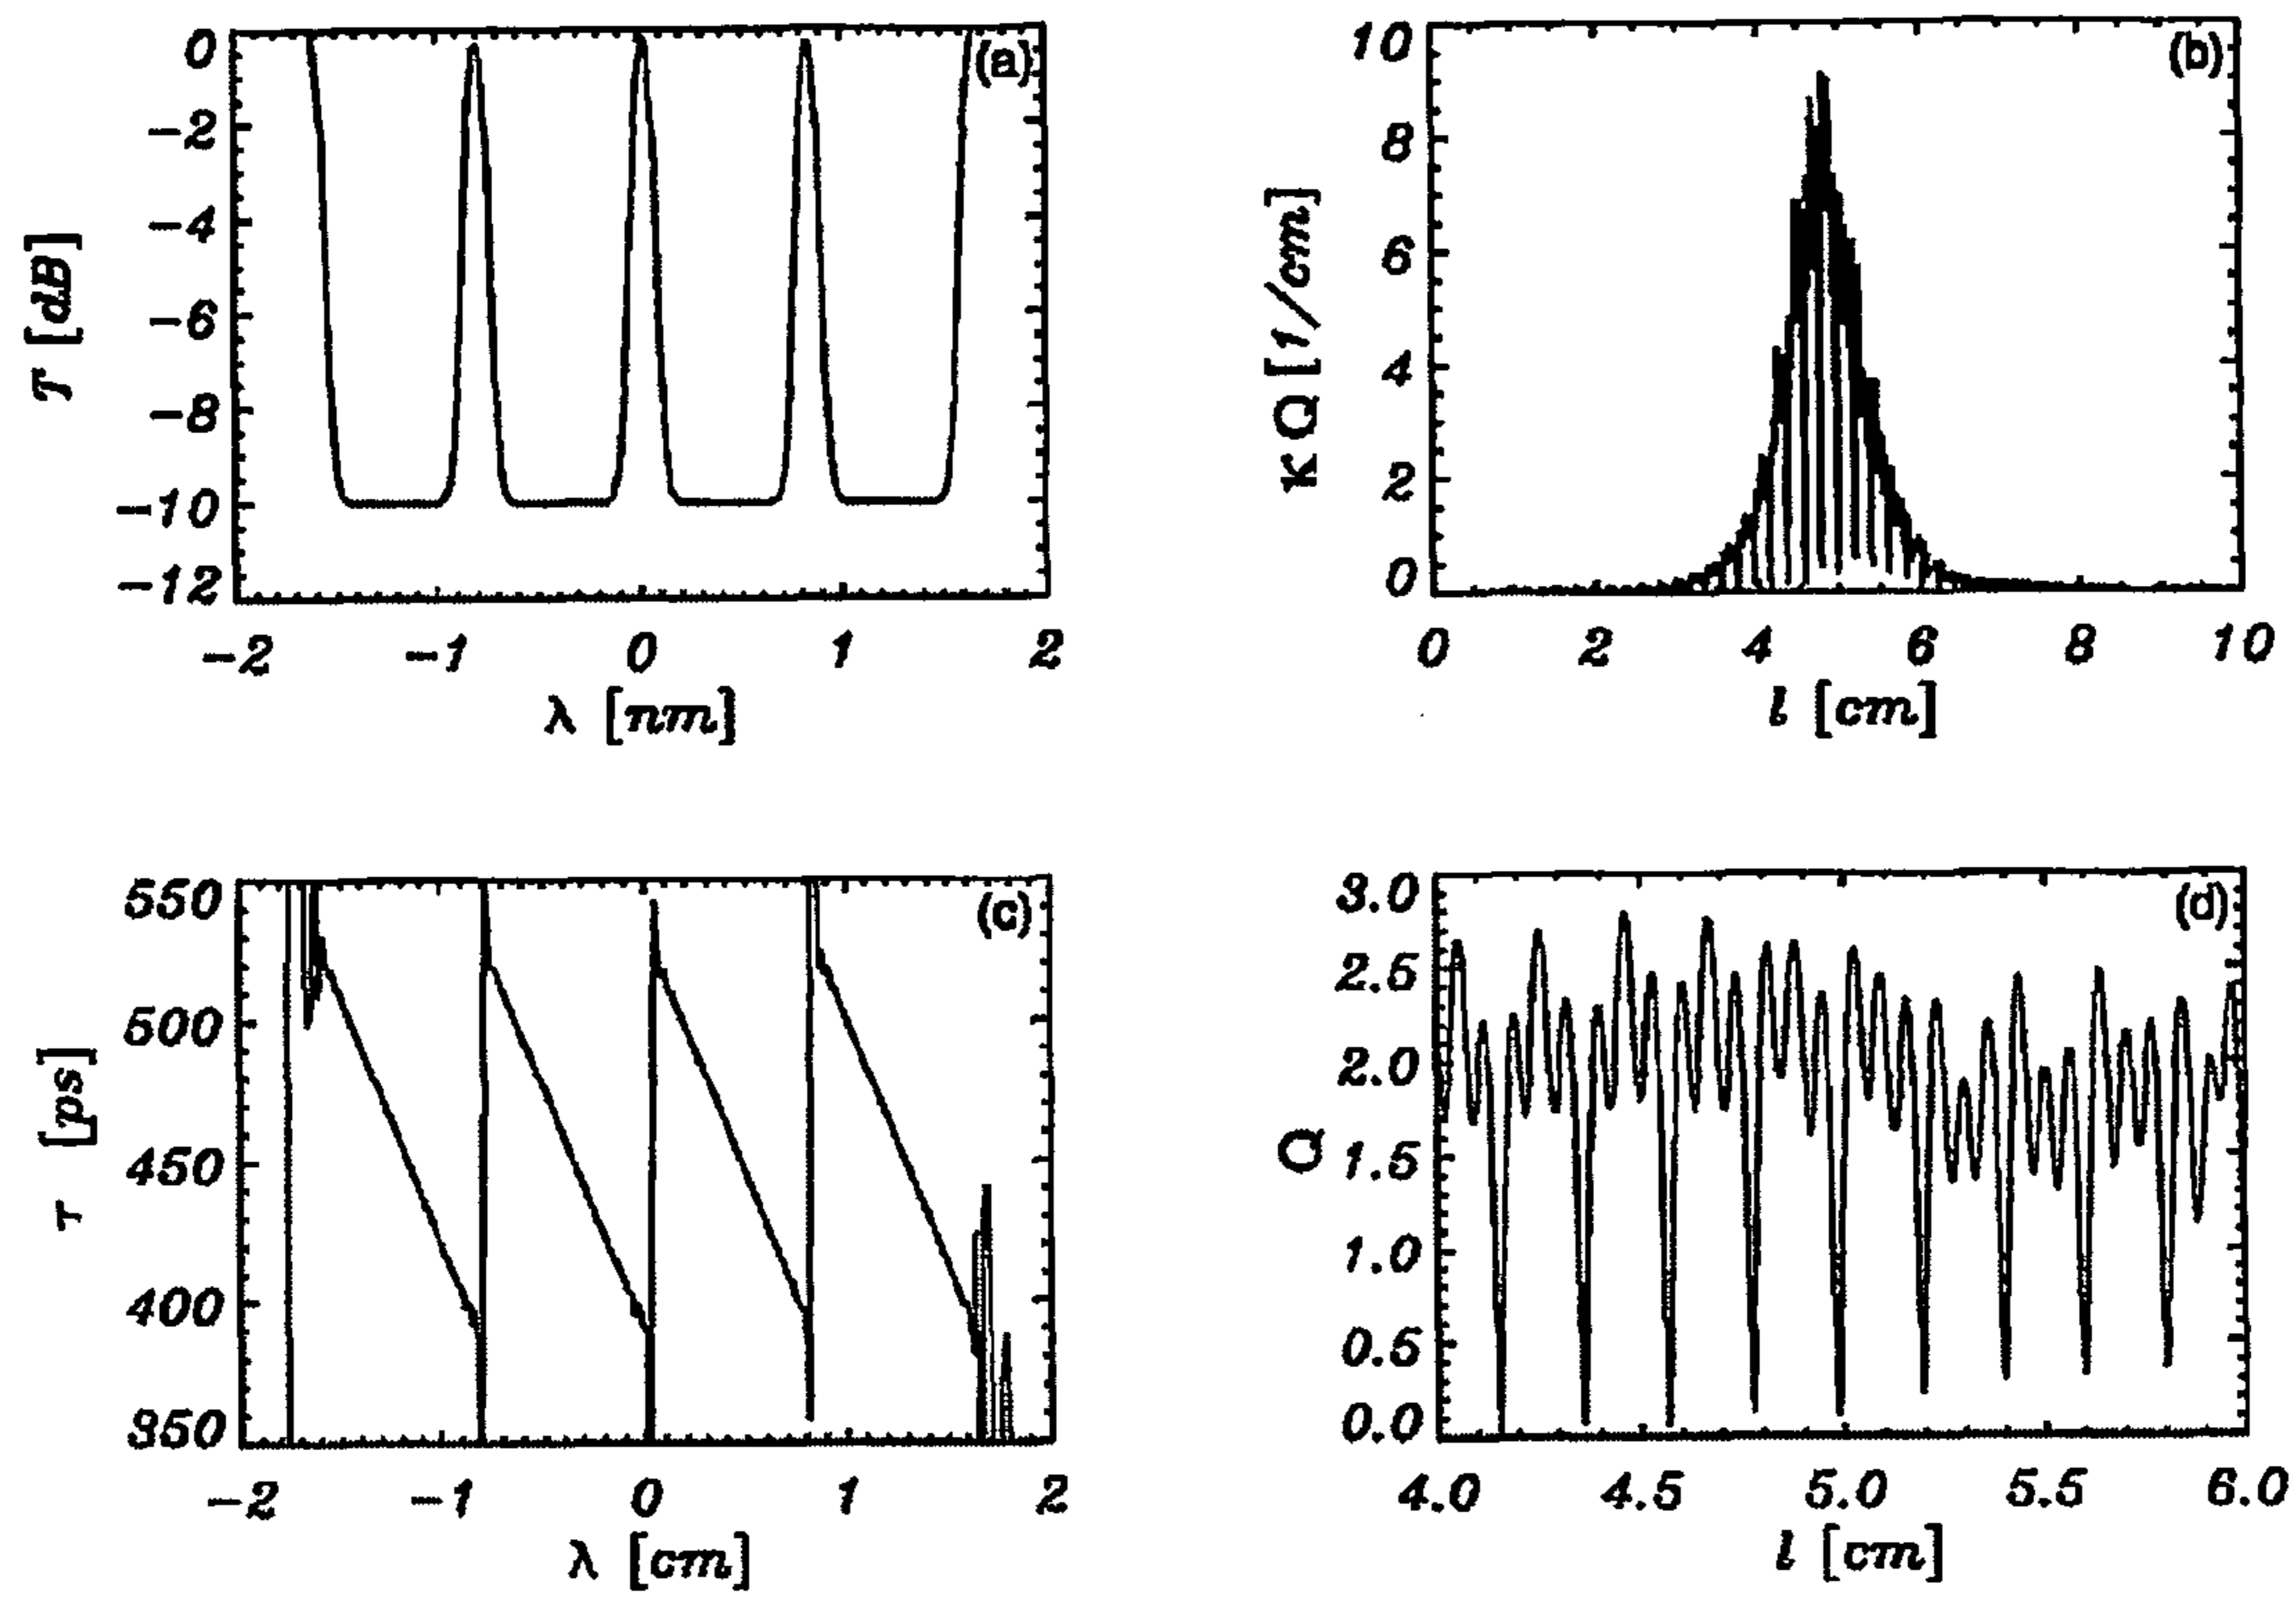 (a)
0
-2
-4
-6
-8
-10
-12
T [dB]
-2 -1 0 1 2
λ [nm]
(b)
10
8
6
4
2
0
κ Q [1/cm]
0 2 4 6 8 10
l [cm]
(c)
550
500
450
400
350
τ [ps]
-2 -1 0 1 2
λ [cm]
(d)
3.0
2.5
2.0
1.5
1.0
0.5
0.0
Q
4.0 4.5 5.0 5.5 6.0
l [cm]